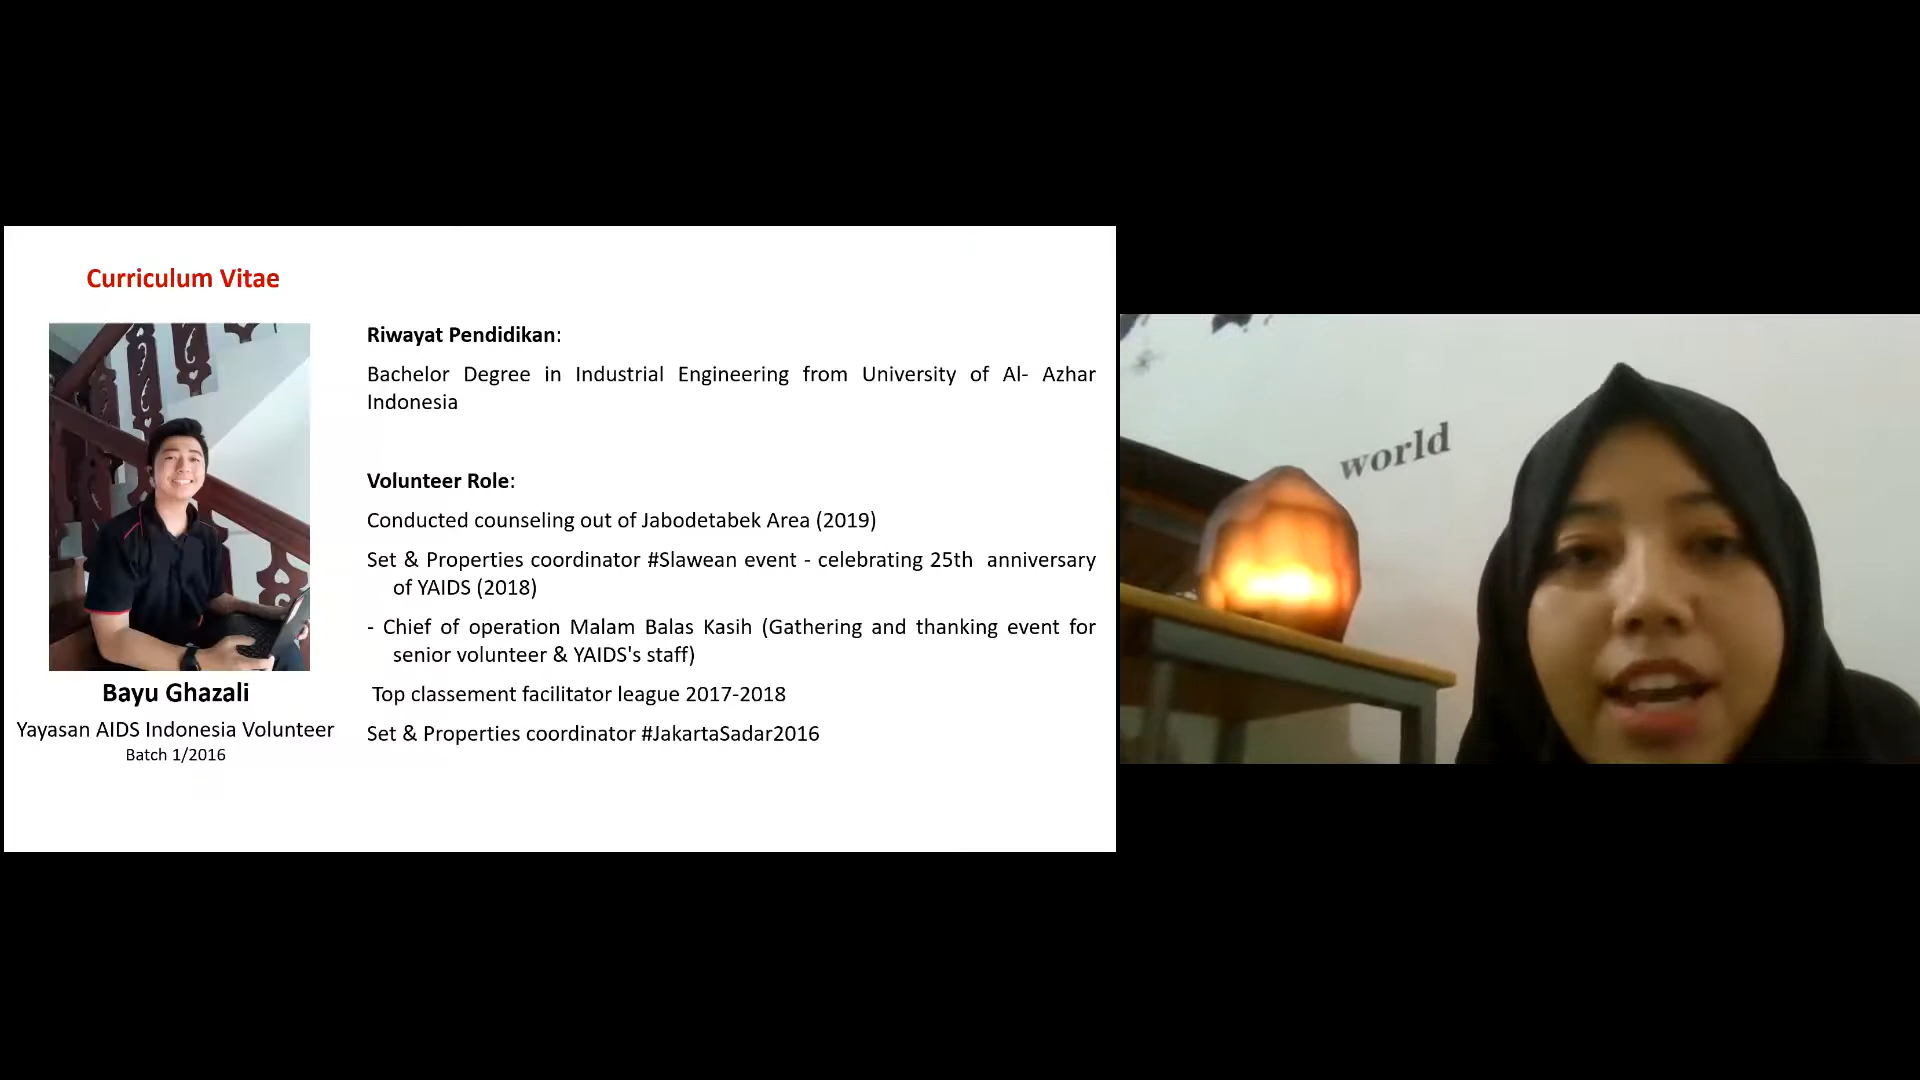 Curriculum Vitae
Bayu Ghazali
Yayasan AIDS Indonesia Volunteer
Batch 1/2016
Riwayat Pendidikan:
Bachelor Degree in Industrial Engineering from University of Al- Azhar
Indonesia
Volunteer Role:
Conducted counseling out of Jabodetabek Area (2019)
Set & Properties coordinator #Slawean event - celebrating 25th anniversary
of YAIDS (2018)
- Chief of operation Malam Balas Kasih (Gathering and thanking event for
senior volunteer & YAIDS's staff)
Top classement facilitator league 2017-2018
Set & Properties coordinator #JakartaSadar2016
world